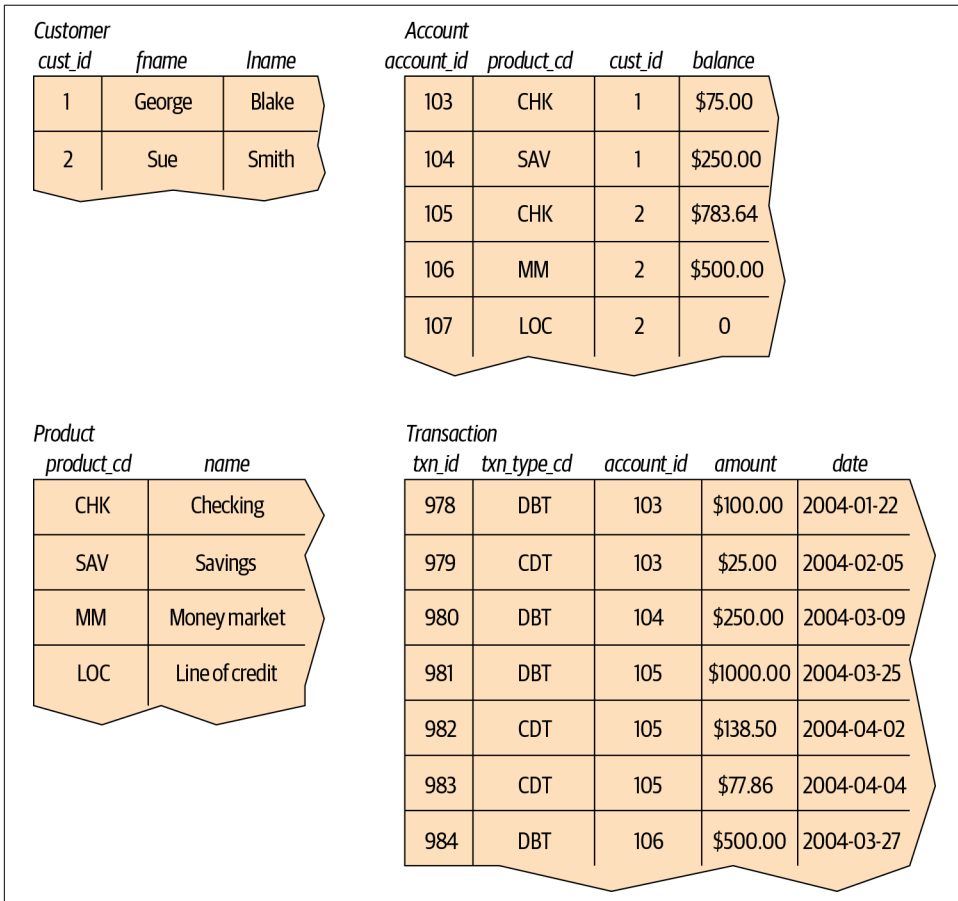 Customer
cust_id fname lname
1 George Blake
2 Sue Smith
Account
account_id product_cd cust_id balance
103 CHK 1 $75.00
104 SAV 1 $250.00
105 CHK 2 $783.64
106 MM 2 $500.00
107 LOC 2 0
Product
product_cd name
CHK Checking
SAV Savings
MM Money market
LOC Line of credit
Transaction
txn_id txn_type_cd account_id amount date
978 DBT 103 $100.00 2004-01-22
979 CDT 103 $25.00 2004-02-05
980 DBT 104 $250.00 2004-03-09
981 DBT 105 $1000.00 2004-03-25
982 CDT 105 $138.50 2004-04-02
983 CDT 105 $77.86 2004-04-04
984 DBT 106 $500.00 2004-03-27